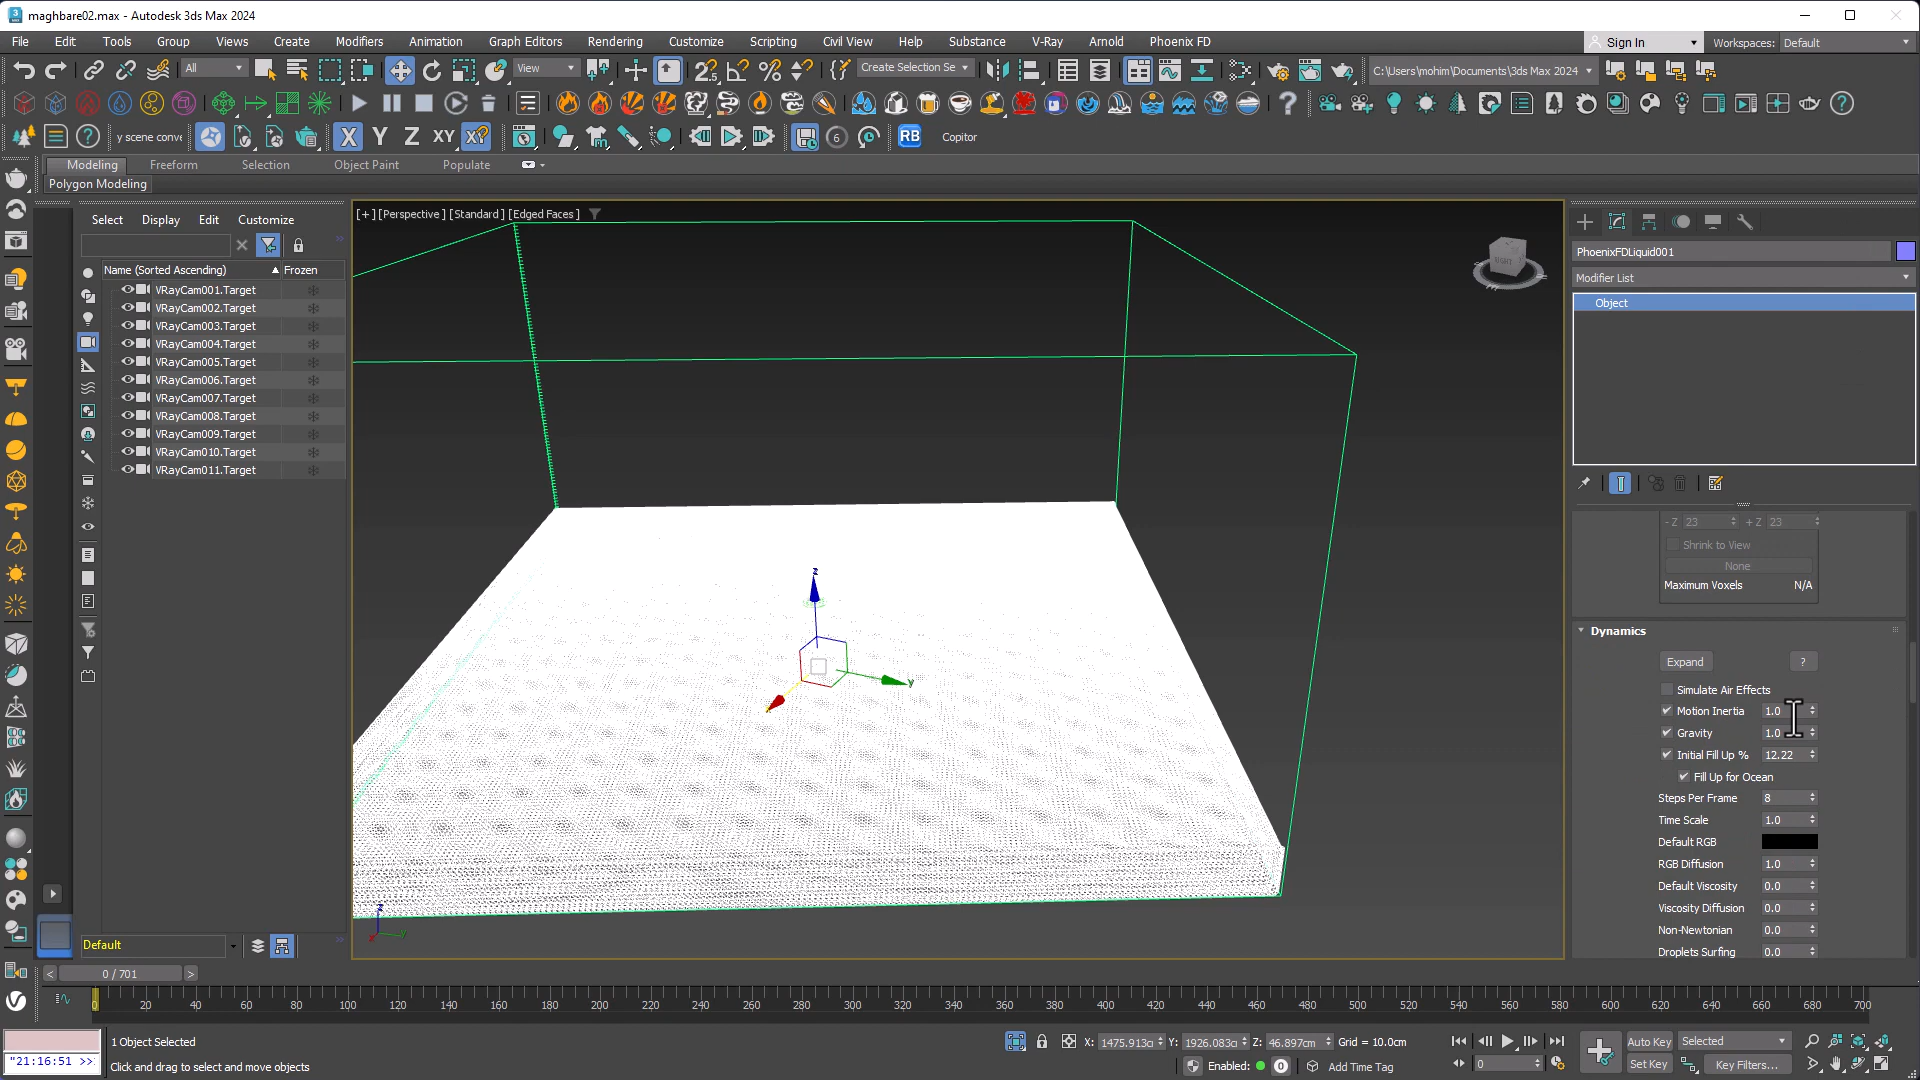 maghbare02.max - Autodesk 3ds Max 2024
File Edit Tools Group Views Create Modifiers Animation Graph Editors Rendering Customize Scripting Civil View Help Substance V-Ray Arnold Phoenix FD Sign In Workspaces: Default
All View Create Selection Se C:\Users\mohim\Documents\3ds Max 2024
y scene conve X Y Z XY X? 6 RB Copitor
Modeling Freeform Selection Object Paint Populate
Polygon Modeling
Select Display Edit Customize
[+] [Perspective ] [Standard ] [Edged Faces ]
PhoenixFDLiquid001
Modifier List
Object
Name (Sorted Ascending) Frozen
VRayCam001.Target
VRayCam002.Target
VRayCam003.Target
VRayCam004.Target
VRayCam005.Target
VRayCam006.Target
VRayCam007.Target
VRayCam008.Target
VRayCam009.Target
VRayCam010.Target
VRayCam011.Target
RIGHT
z
y
- Z 23 + Z 23
Shrink to View
None
Maximum Voxels N/A
Dynamics
Expand ?
Simulate Air Effects
Motion Inertia 1.0
Gravity 1.0
Initial Fill Up % 12.22
Fill Up for Ocean
Steps Per Frame 8
Time Scale 1.0
Default RGB
RGB Diffusion 1.0
Default Viscosity 0.0
Viscosity Diffusion 0.0
Non-Newtonian 0.0
Droplets Surfing 0.0
Default
< 0 / 701 >
20 40 60 80 100 120 140 160 180 200 220 240 260 280 300 320 340 360 380 400 420 440 460 480 500 520 540 560 580 600 620 640 660 680 700
1 Object Selected X: 1475.913c Y: 1926.083c Z: 46.897cm Grid = 10.0cm Auto Key Selected
"21:16:51 >> Click and drag to select and move objects Enabled: 0 Add Time Tag 0 Set Key Key Filters...